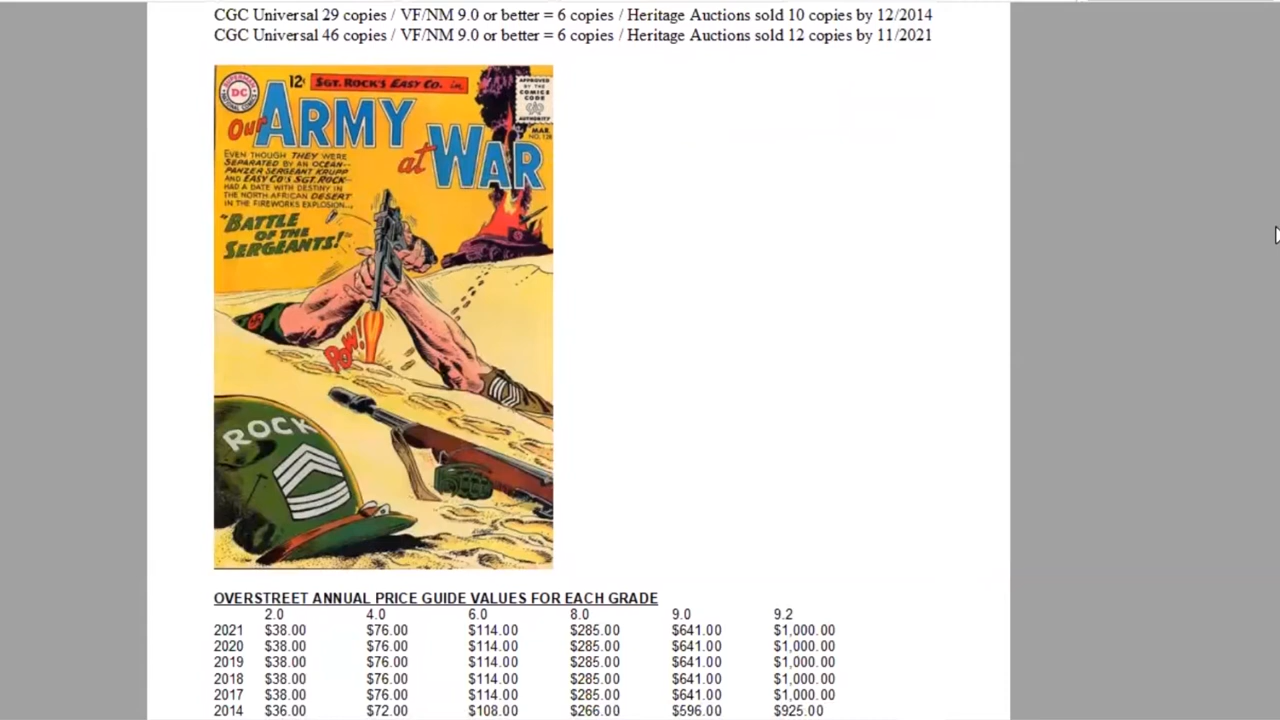 CGC Universal 29 copies / VF/NM 9.0 or better = 6 copies / Heritage Auctions sold 10 copies by 12/2014
CGC Universal 46 copies / VF/NM 9.0 or better = 6 copies / Heritage Auctions sold 12 copies by 11/2021
12¢ SGT. ROCK'S EASY CO. in
DC
APPROVED
BY THE
COMICS
CODE
AUTHORITY
MAR.
Our ARMY
at WAR
EVEN THOUGH THEY WERE
SEPARATED BY AN OCEAN--
PANZER SERGEANT KRUPP
AND EASY CO'S SGT. ROCK--
HAD A DATE WITH DESTINY IN
THE NORTH AFRICAN DESERT
IN THE FIREWORKS EXPLOSION...
"BATTLE
OF THE
SERGEANTS!"
POW!
ROCK
OVERSTREET ANNUAL PRICE GUIDE VALUES FOR EACH GRADE
2.0 4.0 6.0 8.0 9.0 9.2
2021 $38.00 $76.00 $114.00 $285.00 $641.00 $1,000.00
2020 $38.00 $76.00 $114.00 $285.00 $641.00 $1,000.00
2019 $38.00 $76.00 $114.00 $285.00 $641.00 $1,000.00
2018 $38.00 $76.00 $114.00 $285.00 $641.00 $1,000.00
2017 $38.00 $76.00 $114.00 $285.00 $641.00 $1,000.00
2014 $36.00 $72.00 $108.00 $266.00 $596.00 $925.00